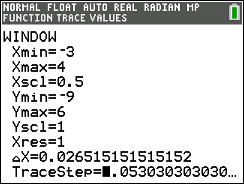 NORMAL FLOAT AUTO REAL RADIAN MP
FUNCTION TRACE VALUES
WINDOW
Xmin=-3
Xmax=4
Xscl=0.5
Ymin=-9
Ymax=6
Yscl=1
Xres=1
△X=0.026515151515152
TraceStep=.053030303030…